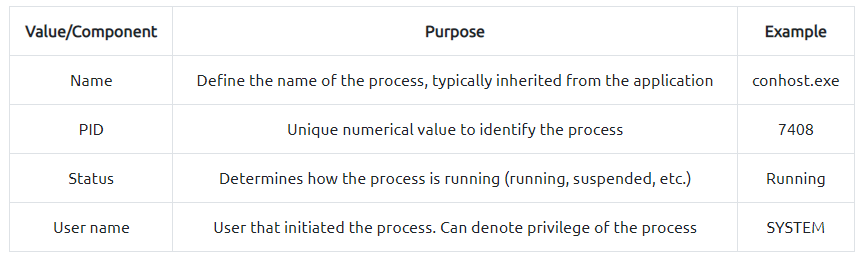 Value/Component Purpose Example
Name Define the name of the process, typically inherited from the application conhost.exe
PID Unique numerical value to identify the process 7408
Status Determines how the process is running (running, suspended, etc.) Running
User name User that initiated the process. Can denote privilege of the process SYSTEM